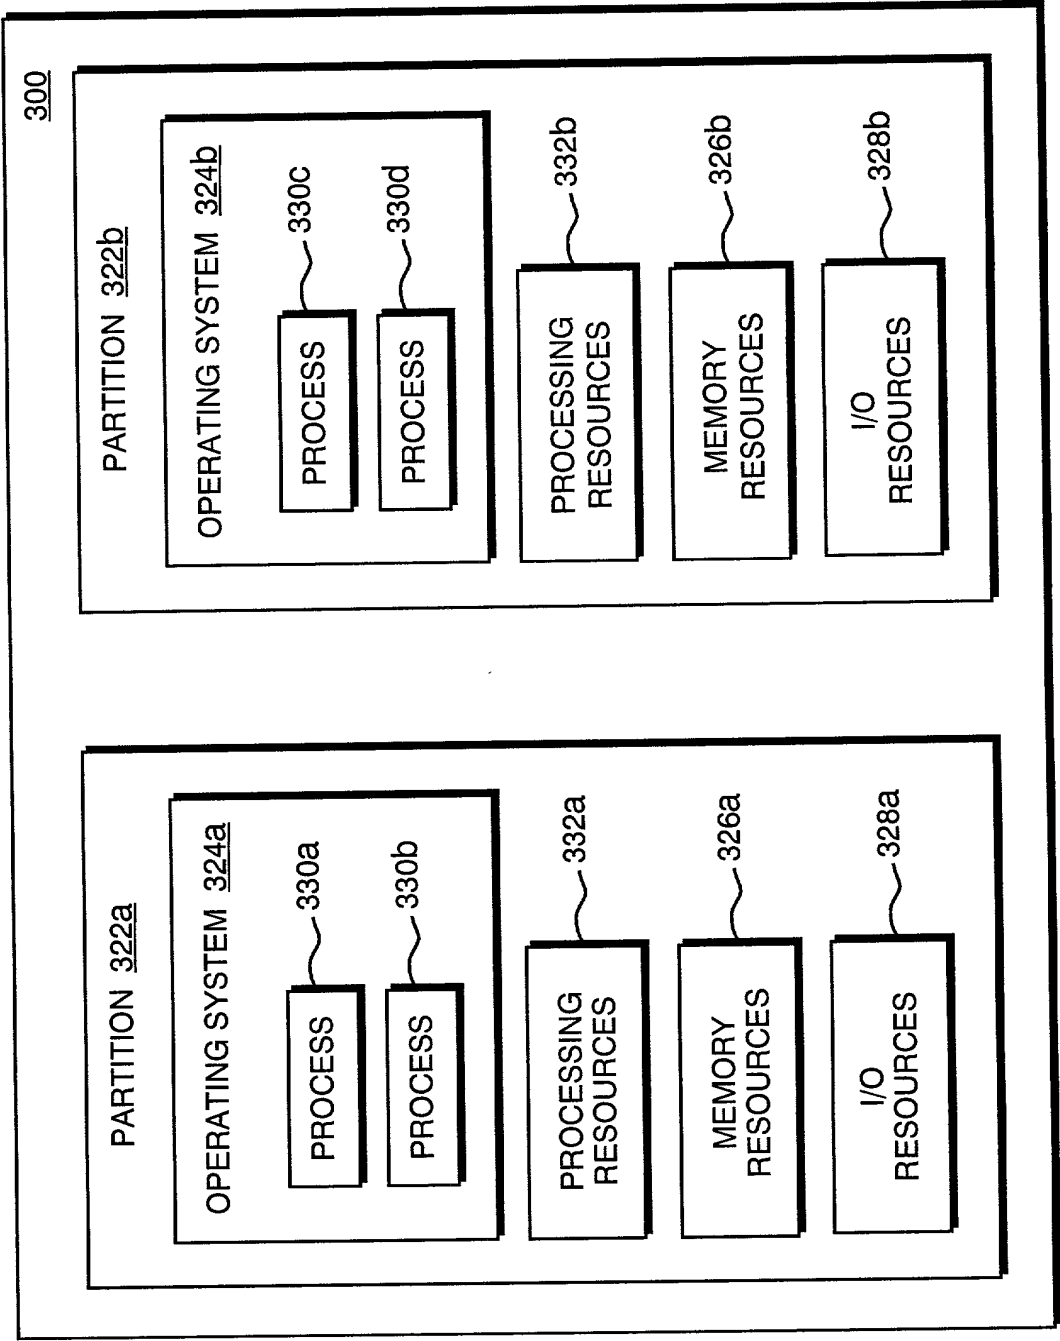 300
PARTITION 322a
OPERATING SYSTEM 324a
330a
PROCESS
330b
PROCESS
332a
PROCESSING
RESOURCES
326a
MEMORY
RESOURCES
328a
I/O
RESOURCES
PARTITION 322b
OPERATING SYSTEM 324b
330c
PROCESS
330d
PROCESS
332b
PROCESSING
RESOURCES
326b
MEMORY
RESOURCES
328b
I/O
RESOURCES